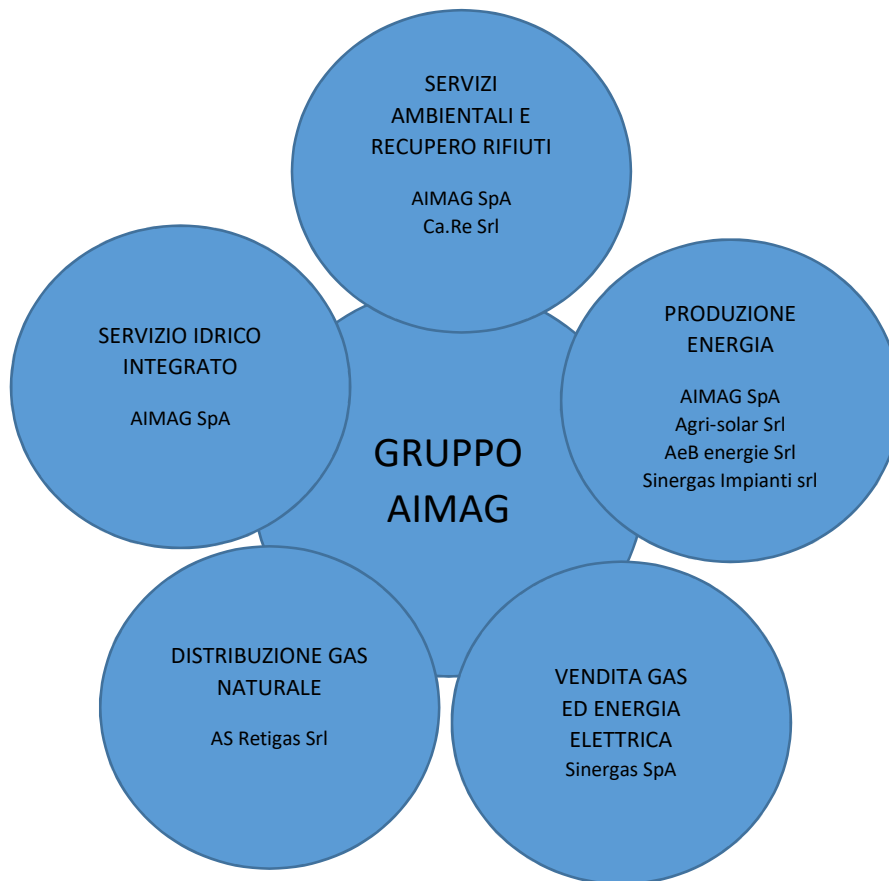 SERVIZI
AMBIENTALI E
RECUPERO RIFIUTI
AIMAG SpA
Ca.Re Srl
PRODUZIONE
ENERGIA
AIMAG SpA
Agri-solar Srl
AeB energie Srl
Sinergas Impianti srl
SERVIZIO IDRICO
INTEGRATO
AIMAG SpA
GRUPPO
AIMAG
DISTRIBUZIONE GAS
NATURALE
AS Retigas Srl
VENDITA GAS
ED ENERGIA
ELETTRICA
Sinergas SpA